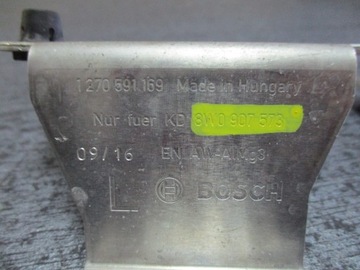 1 270 591 169 Made in Hungary
Nur fuer KD 8W0 907 573
09/16 EN AW-AlMg3
L BOSCH